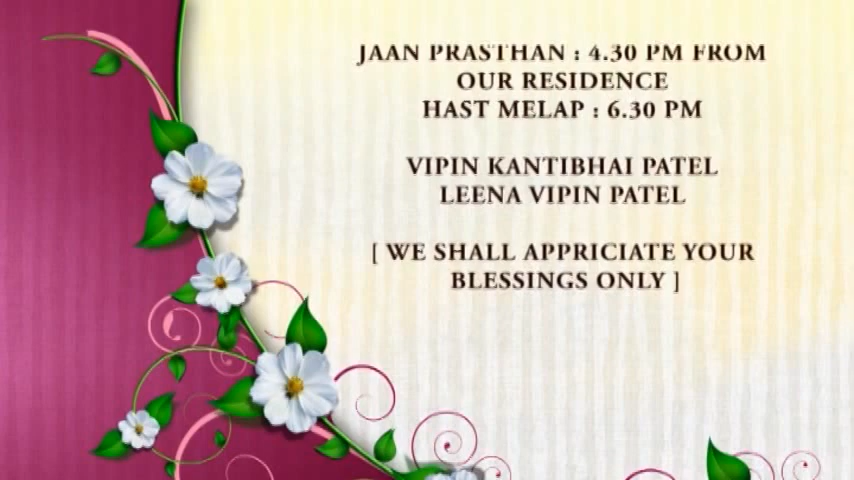 JAAN PRASTHAN : 4.30 PM FROM
OUR RESIDENCE
HAST MELAP : 6.30 PM
VIPIN KANTIBHAI PATEL
LEENA VIPIN PATEL
[ WE SHALL APPRICIATE YOUR
BLESSINGS ONLY ]